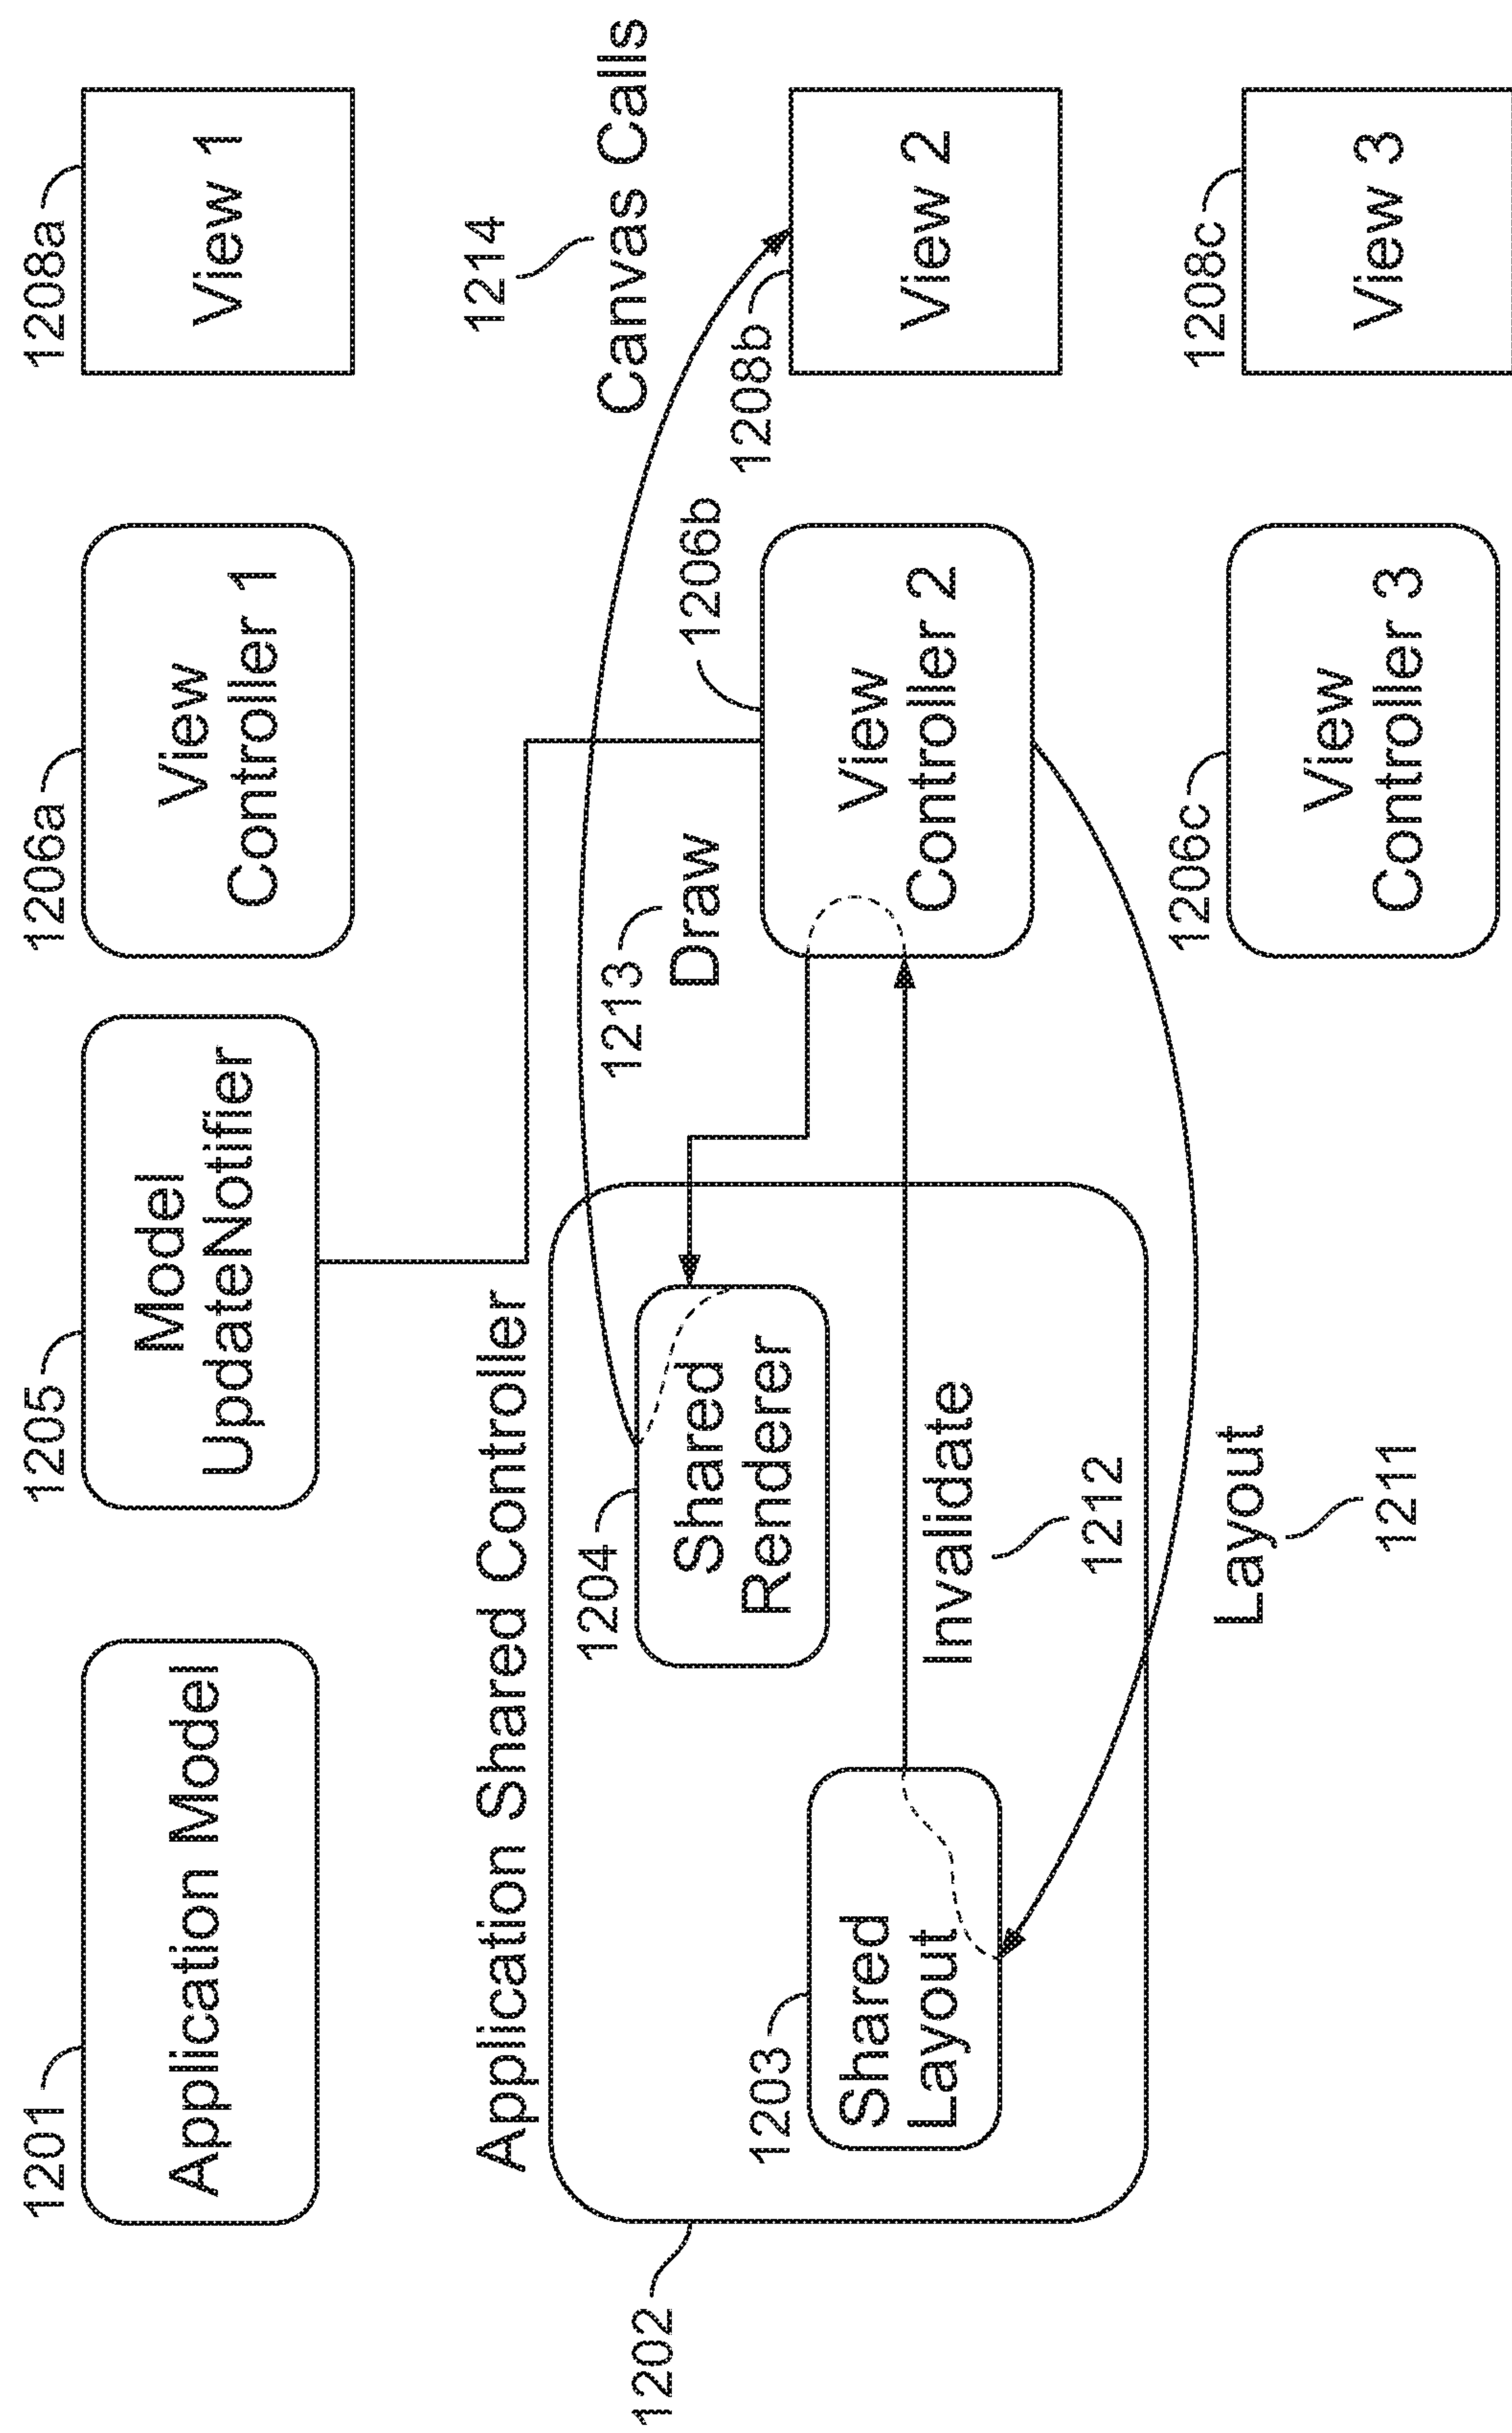 1201
Application Model
1205
Model
UpdateNotifier
1206a
View
Controller 1
1208a
View 1
1202
Application Shared Controller
1203
Shared
Layout
1204
Shared
Renderer
Invalidate
1212
Layout
1211
1213
Draw
1206b
View
Controller 2
1214
Canvas Calls
1208b
View 2
1206c
View
Controller 3
1208c
View 3